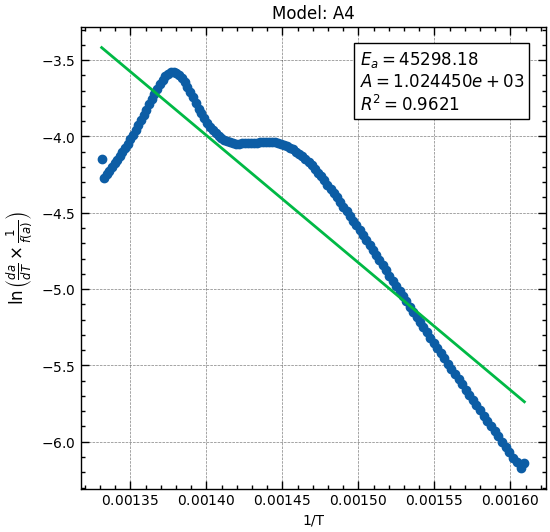 Model: A4
E_a = 45298.18
A = 1.024450e + 03
R² = 0.9621
ln (da/dT × 1/f(a))
−3.5
−4.0
−4.5
−5.0
−5.5
−6.0
0.00135 0.00140 0.00145 0.00150 0.00155 0.00160
1/T